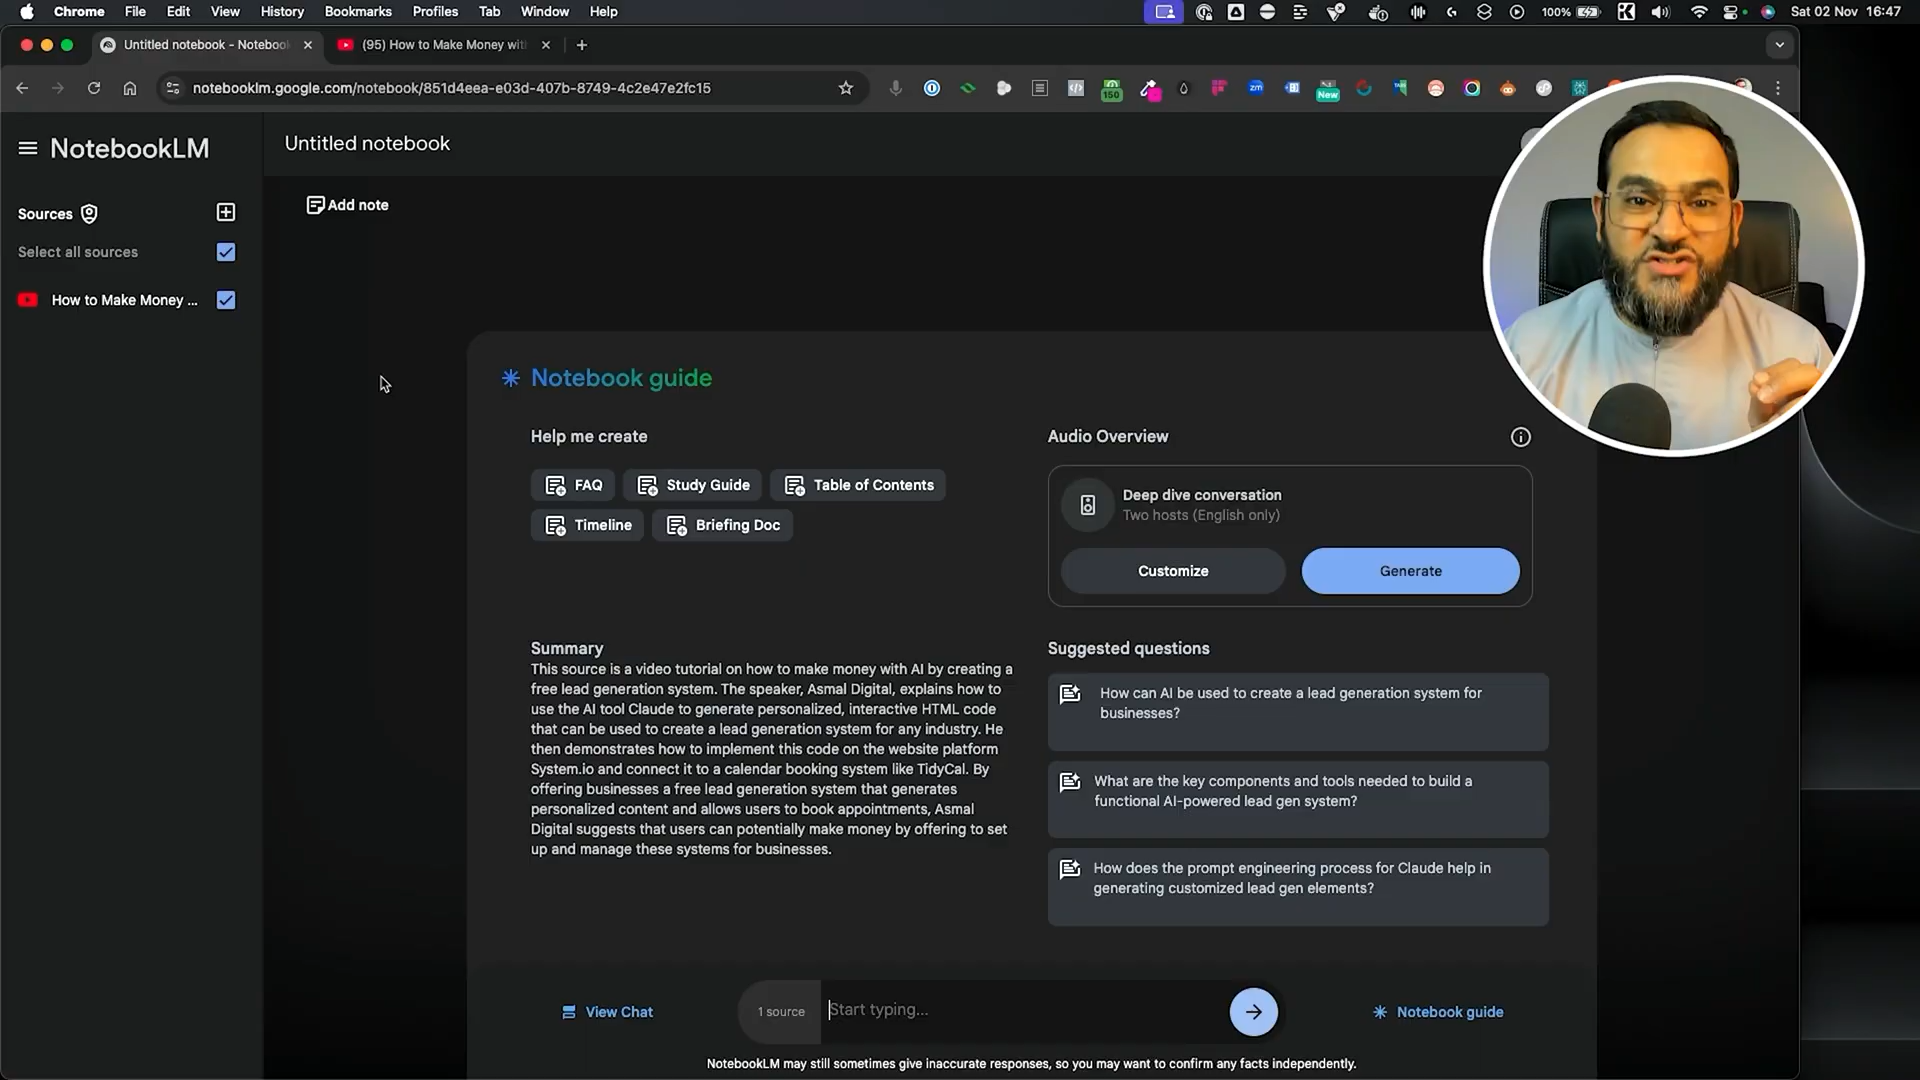 Chrome File Edit View History Bookmarks Profiles Tab Window Help 100% Sat 02 Nov 16:47
Untitled notebook - Notebook
(95) How to Make Money wit
notebooklm.google.com/notebook/851d4eea-e03d-407b-8749-4c2e47e2fc15
150
zm
New
NotebookLM
Untitled notebook
Sources
Add note
Select all sources
How to Make Money ...
Notebook guide
Help me create
FAQ
Study Guide
Table of Contents
Timeline
Briefing Doc
Audio Overview
Deep dive conversation
Two hosts (English only)
Customize
Generate
Summary
This source is a video tutorial on how to make money with AI by creating a
free lead generation system. The speaker, Asmal Digital, explains how to
use the AI tool Claude to generate personalized, interactive HTML code
that can be used to create a lead generation system for any industry. He
then demonstrates how to implement this code on the website platform
System.io and connect it to a calendar booking system like TidyCal. By
offering businesses a free lead generation system that generates
personalized content and allows users to book appointments, Asmal
Digital suggests that users can potentially make money by offering to set
up and manage these systems for businesses.
Suggested questions
How can AI be used to create a lead generation system for
businesses?
What are the key components and tools needed to build a
functional AI-powered lead gen system?
How does the prompt engineering process for Claude help in
generating customized lead gen elements?
View Chat
1 source
Start typing...
Notebook guide
NotebookLM may still sometimes give inaccurate responses, so you may want to confirm any facts independently.